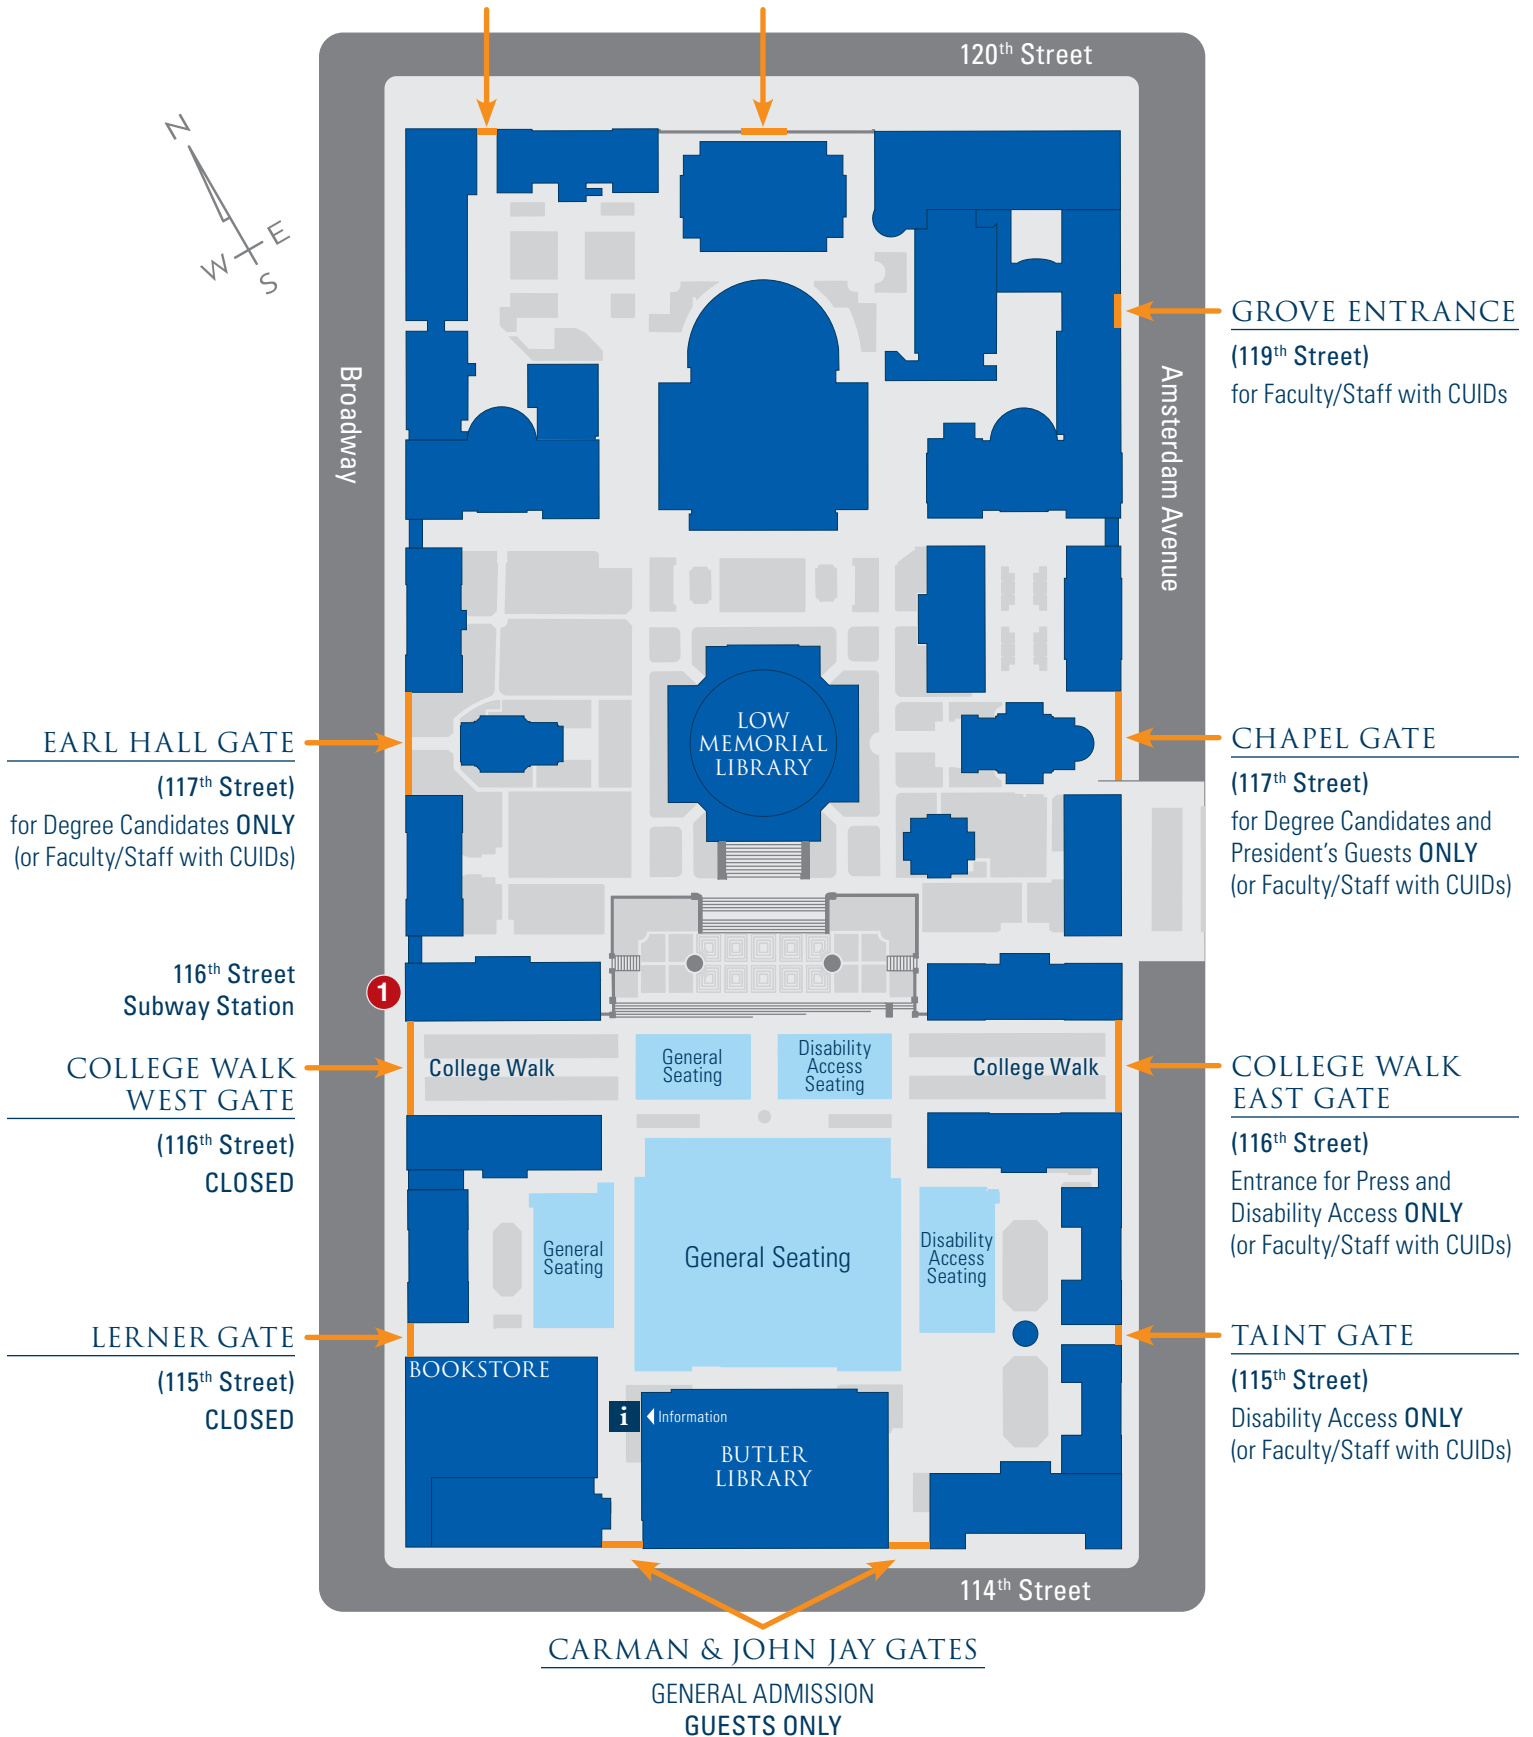 120th Street
N
E
W
S
GROVE ENTRANCE
(119th Street)
for Faculty/Staff with CUIDs
Broadway
Amsterdam Avenue
LOW
MEMORIAL
LIBRARY
EARL HALL GATE
(117th Street)
for Degree Candidates ONLY
(or Faculty/Staff with CUIDs)
CHAPEL GATE
(117th Street)
for Degree Candidates and
President's Guests ONLY
(or Faculty/Staff with CUIDs)
116th Street
Subway Station
1
COLLEGE WALK
WEST GATE
(116th Street)
CLOSED
College Walk
General
Seating
Disability
Access
Seating
College Walk
COLLEGE WALK
EAST GATE
(116th Street)
Entrance for Press and
Disability Access ONLY
(or Faculty/Staff with CUIDs)
General
Seating
General Seating
Disability
Access
Seating
LERNER GATE
(115th Street)
CLOSED
TAINT GATE
(115th Street)
Disability Access ONLY
(or Faculty/Staff with CUIDs)
BOOKSTORE
i
Information
BUTLER
LIBRARY
114th Street
CARMAN & JOHN JAY GATES
GENERAL ADMISSION
GUESTS ONLY